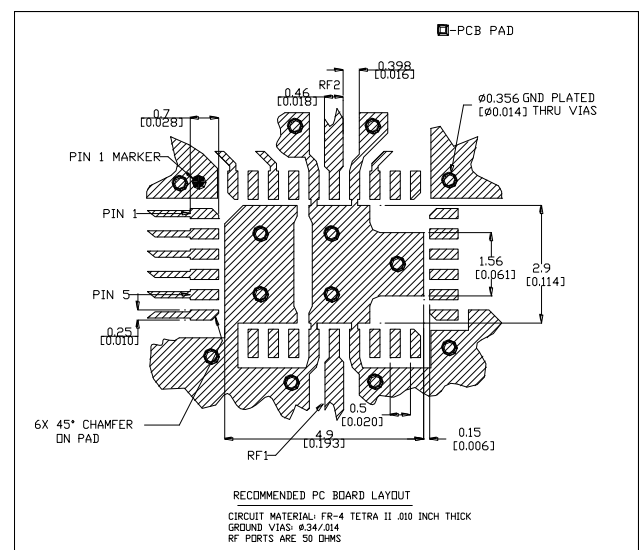 -PCB PAD
0.398
[0.016]
RF2
0.46
[0.018]
0.7
[0.028]
Ø0.356 GND PLATED
[Ø0.014] THRU VIAS
PIN 1 MARKER
PIN 1
1.56
[0.061]
2.9
[0.114]
PIN 5
0.25
[0.010]
6X 45° CHAMFER
ON PAD
0.5
[0.020]
4.9
[0.193]
0.15
[0.006]
RF1
RECOMMENDED PC BOARD LAYOUT
CIRCUIT MATERIAL: FR-4 TETRA II .010 INCH THICK
GROUND VIAS: Ø.34/.014
RF PORTS ARE 50 OHMS